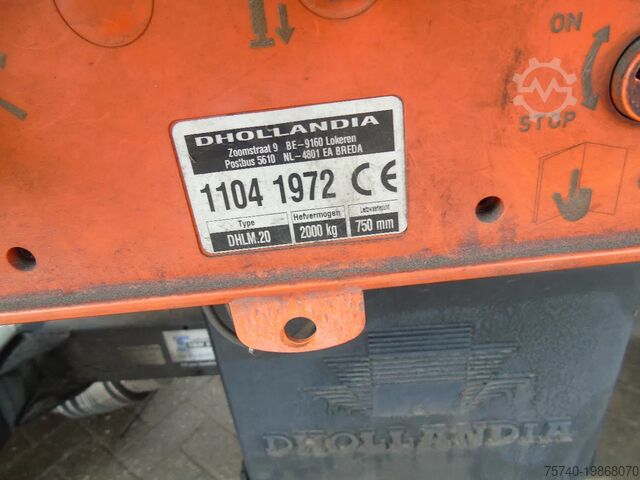 ON
STOP
DHOLLANDIA
Zoomstraat 9 BE-9160 Lokeren
Postbus 5610 NL-4801 EA BREDA
1104 1972 CE
Type Hefvermogen
DHLM.20 2000 kg 750 mm
DHOLLANDIA
75740-19868070